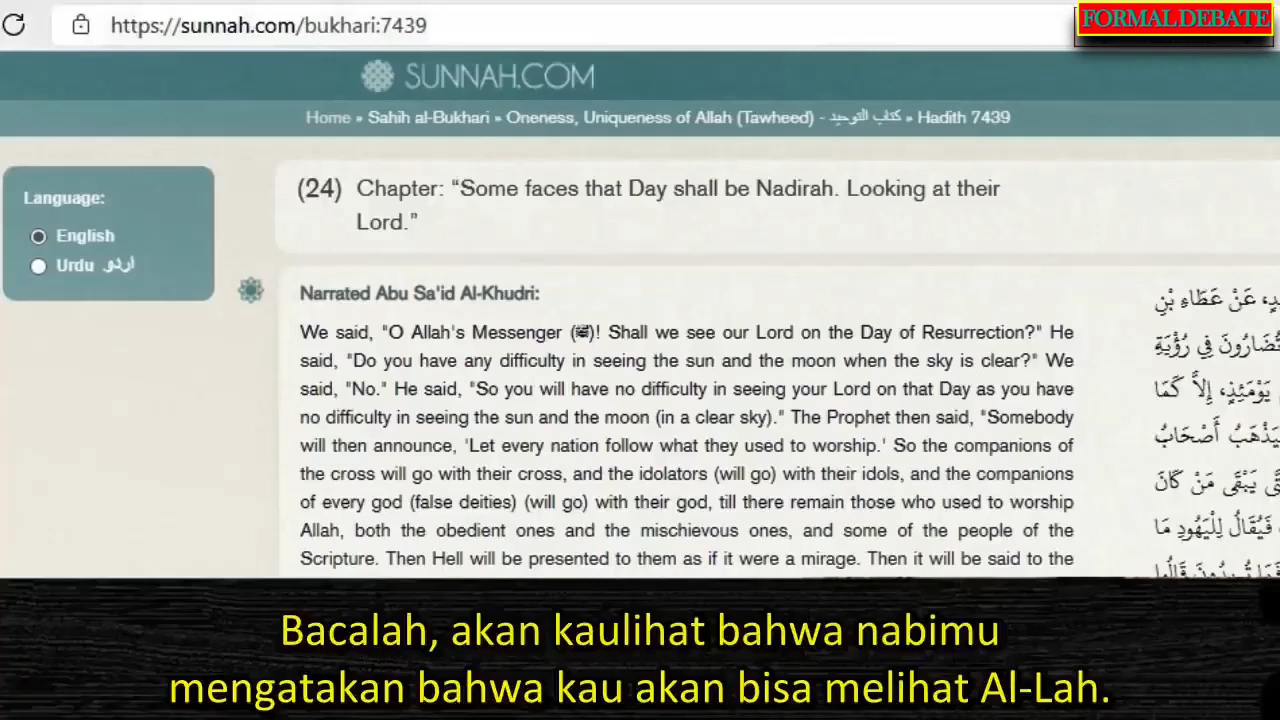 https://sunnah.com/bukhari:7439
FORMAL DEBATE
SUNNAH.COM
Home » Sahih al-Bukhari » Oneness, Uniqueness of Allah (Tawheed) - كتاب التوحيد » Hadith 7439
Language:
English
Urdu اردو
(24) Chapter: “Some faces that Day shall be Nadirah. Looking at their
Lord.”
Narrated Abu Sa'id Al-Khudri:
We said, "O Allah's Messenger (ﷺ)! Shall we see our Lord on the Day of Resurrection?" He
said, "Do you have any difficulty in seeing the sun and the moon when the sky is clear?" We
said, "No." He said, "So you will have no difficulty in seeing your Lord on that Day as you have
no difficulty in seeing the sun and the moon (in a clear sky)." The Prophet then said, "Somebody
will then announce, 'Let every nation follow what they used to worship.' So the companions of
the cross will go with their cross, and the idolators (will go) with their idols, and the companions
of every god (false deities) (will go) with their god, till there remain those who used to worship
Allah, both the obedient ones and the mischievous ones, and some of the people of the
Scripture. Then Hell will be presented to them as if it were a mirage. Then it will be said to the
عَنْ عَطَاءِ بْنِ
تُضَارُونَ فِي رُؤْيَةِ
يَوْمَئِذٍ، إِلاَّ كَمَا
أَصْحَابُ
يَبْقَى مَنْ كَانَ
فَيُقَالُ لِلْيَهُودِ مَا
Bacalah, akan kaulihat bahwa nabimu
mengatakan bahwa kau akan bisa melihat Al-Lah.